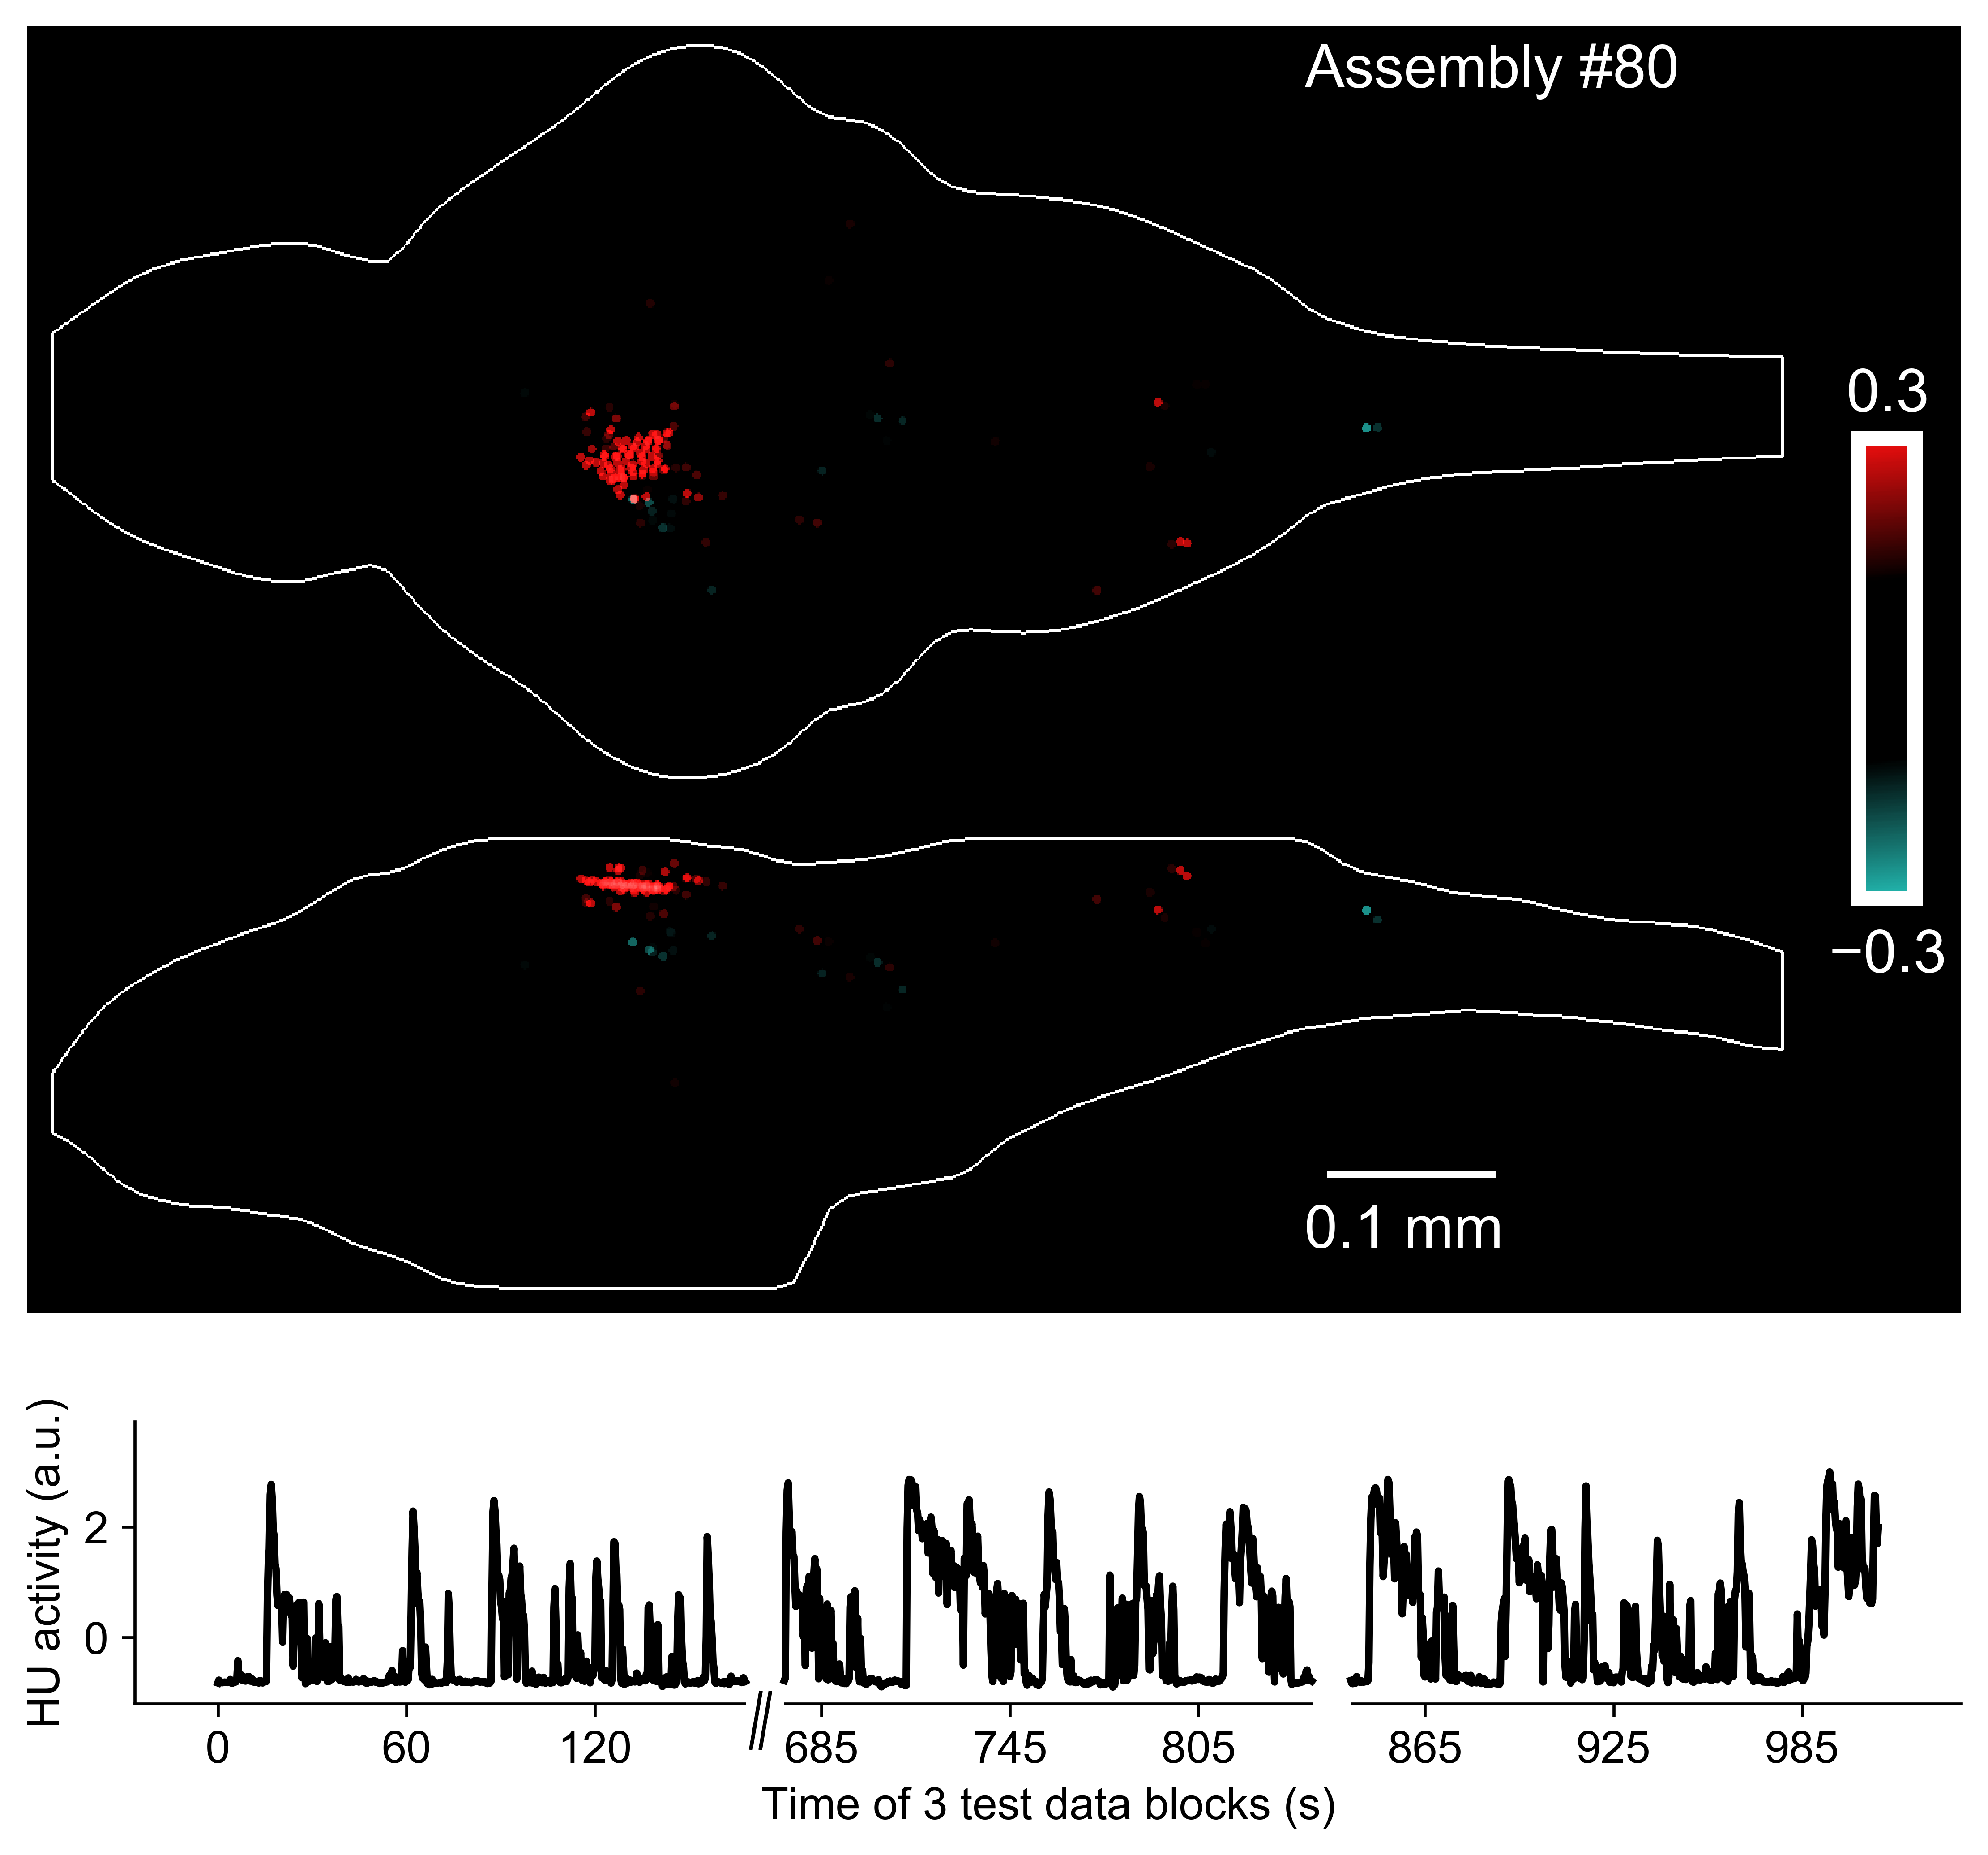 Assembly #80
0.3
−0.3
0.1 mm
HU activity (a.u.)
2
0
0 60 120 685 745 805 865 925 985
Time of 3 test data blocks (s)